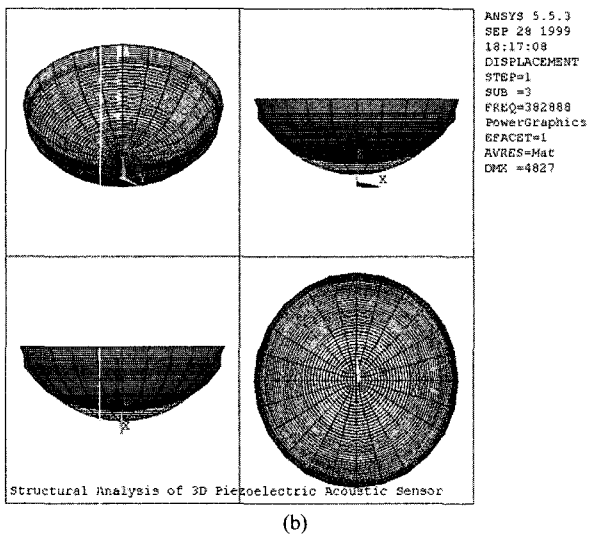 ANSYS 5.5.3
SEP 28 1999
18:17:08
DISPLACEMENT
STEP=1
SUB =3
FREQ=382888
PowerGraphics
EFACET=1
AVRES=Mat
DMX =4827
X
X
Structural Analysis of 3D Piezoelectric Acoustic Sensor
(b)